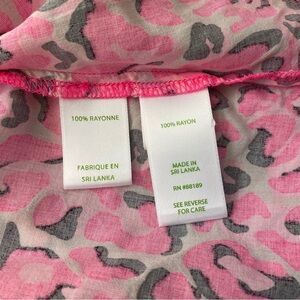 100% RAYONNE
FABRIQUE EN
SRI LANKA
100% RAYON
MADE IN
SRI LANKA
RN #88189
SEE REVERSE
FOR CARE